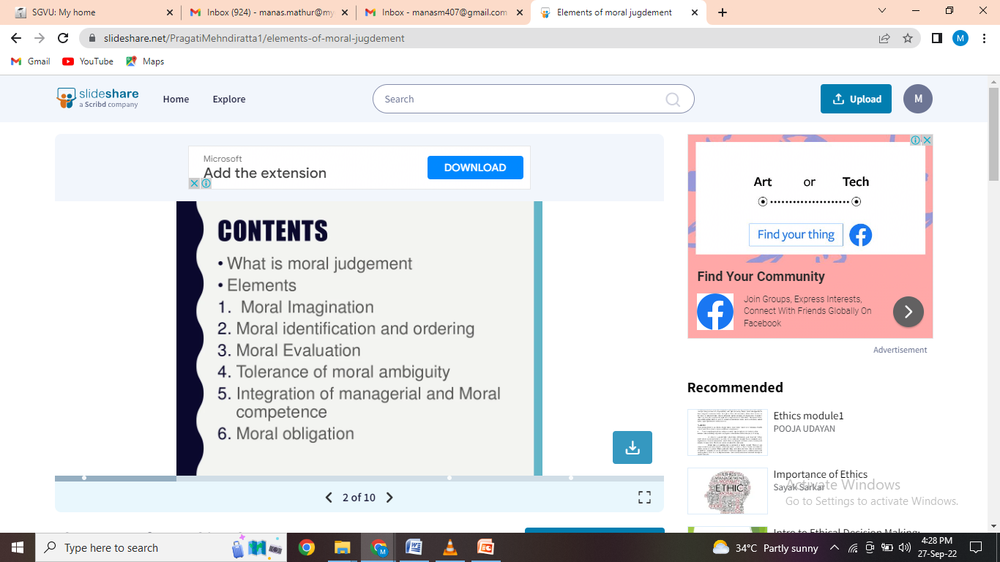 SGVU: My home
Inbox (924) - manas.mathur@my
Inbox - manasm407@gmail.com
Elements of moral jugdement
slideshare.net/PragatiMehndiratta1/elements-of-moral-jugdement
M
Gmail
YouTube
Maps
slideshare
a Scribd company
Home
Explore
Search
Upload
M
Microsoft
Add the extension
DOWNLOAD
CONTENTS
• What is moral judgement
• Elements
1. Moral Imagination
2. Moral identification and ordering
3. Moral Evaluation
4. Tolerance of moral ambiguity
5. Integration of managerial and Moral
competence
6. Moral obligation
2 of 10
Art or Tech
Find your thing
Find Your Community
Join Groups, Express Interests,
Connect With Friends Globally On
Facebook
Advertisement
Recommended
Ethics module1
POOJA UDAYAN
Importance of Ethics
Sayak Sarkar
ETHIC
Intro to Ethical Decision Making:
Activate Windows
Go to Settings to activate Windows.
Type here to search
34°C Partly sunny
4:28 PM
27-Sep-22